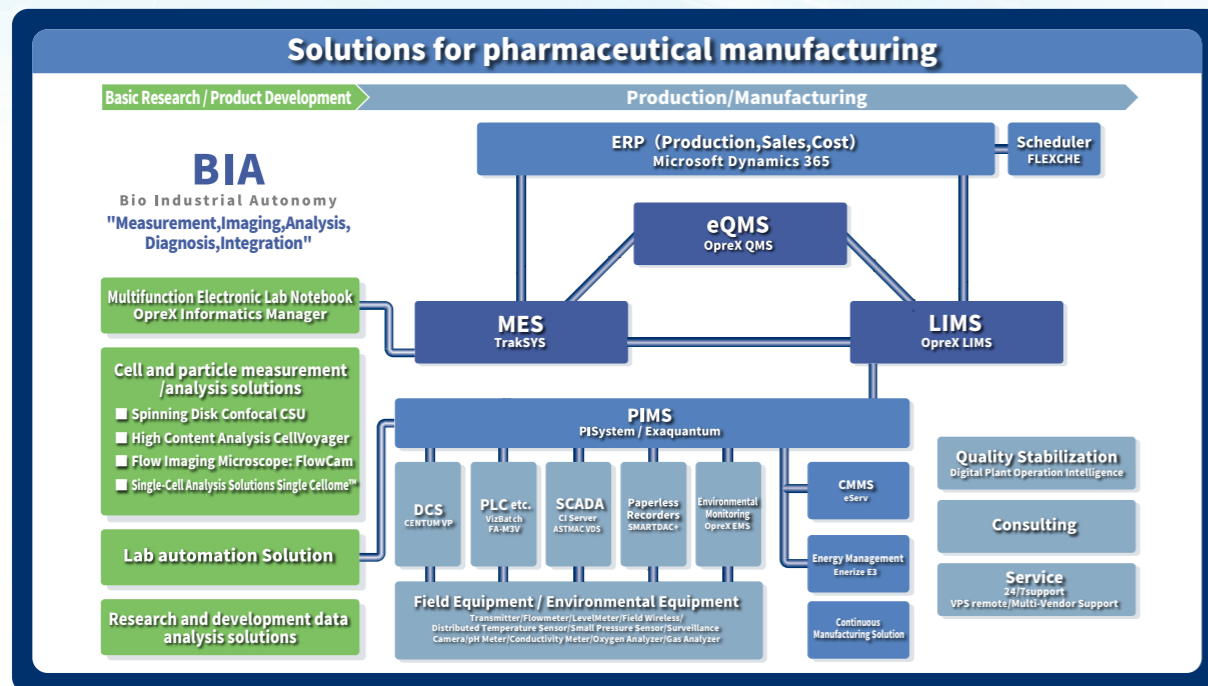 Solutions for pharmaceutical manufacturing
Basic Research / Product Development
Production/Manufacturing
ERP（Production,Sales,Cost）
Microsoft Dynamics 365
Scheduler
FLEXCHE
BIA
Bio Industrial Autonomy
"Measurement,Imaging,Analysis,
Diagnosis,Integration"
eQMS
OpreX QMS
Multifunction Electronic Lab Notebook
OpreX Informatics Manager
MES
TrakSYS
LIMS
OpreX LIMS
Cell and particle measurement
/analysis solutions
■ Spinning Disk Confocal CSU
■ High Content Analysis CellVoyager
■ Flow Imaging Microscope: FlowCam
■ Single-Cell Analysis Solutions Single Cellome™
PIMS
PISystem / Exaquantum
DCS
CENTUM VP
PLC etc.
VizBatch
FA-M3V
SCADA
CI Server
ASTMAC VDS
Paperless
Recorders
SMARTDAC+
Environmental
Monitoring
OpreX EMS
CMMS
eServ
Quality Stabilization
Digital Plant Operation Intelligence
Consulting
Lab automation Solution
Energy Management
Enerize E3
Service
24/7support
VPS remote/Multi-Vendor Support
Field Equipment / Environmental Equipment
Transmitter/Flowmeter/LevelMeter/Field Wireless/
Distributed Temperature Sensor/Small Pressure Sensor/Surveillance
Camera/pH Meter/Conductivity Meter/Oxygen Analyzer/Gas Analyzer
Research and development data
analysis solutions
Continuous
Manufacturing Solution